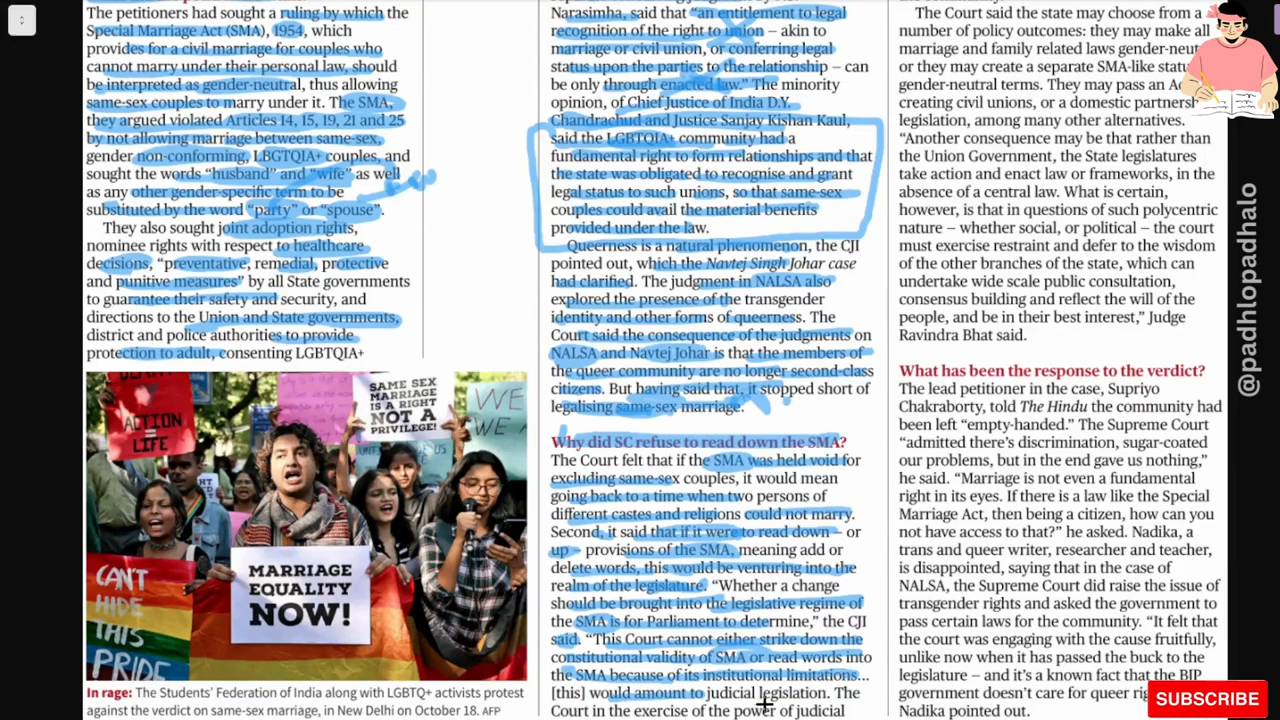 The petitioners had sought a ruling by which the
Special Marriage Act (SMA), 1954, which
provides for a civil marriage for couples who
cannot marry under their personal law, should
be interpreted as gender-neutral, thus allowing
same-sex couples to marry under it. The SMA,
they argued violated Articles 14, 15, 19, 21 and 25
by not allowing marriage between same-sex,
gender non-conforming, LBGTQIA+ couples, and
sought the words “husband” and “wife” as well
as any other gender-specific term to be
substituted by the word “party” or “spouse”.
They also sought joint adoption rights,
nominee rights with respect to healthcare
decisions, “preventative, remedial, protective
and punitive measures” by all State governments
to guarantee their safety and security, and
directions to the Union and State governments,
district and police authorities to provide
protection to adult, consenting LGBTQIA+
ACTION
LIFE
SAME SEX
MARRIAGE
IS A RIGHT
NOT A
PRIVILEGE!
WE
WE
MARRIAGE
EQUALITY
NOW!
CAN'T
HIDE
THIS
PRIDE
In rage: The Students’ Federation of India along with LGBTQ+ activists protest
against the verdict on same-sex marriage, in New Delhi on October 18. AFP
Narasimha, said that “an entitlement to legal
recognition of the right to union – akin to
marriage or civil union, or conferring legal
status upon the parties to the relationship – can
be only through enacted law.” The minority
opinion, of Chief Justice of India D.Y.
Chandrachud and Justice Sanjay Kishan Kaul,
said the LGBTQIA+ community had a
fundamental right to form relationships and that
the state was obligated to recognise and grant
legal status to such unions, so that same-sex
couples could avail the material benefits
provided under the law.
Queerness is a natural phenomenon, the CJI
pointed out, which the Navtej Singh Johar case
had clarified. The judgment in NALSA also
explored the presence of the transgender
identity and other forms of queerness. The
Court said the consequence of the judgments on
NALSA and Navtej Johar is that the members of
the queer community are no longer second-class
citizens. But having said that, it stopped short of
legalising same-sex marriage.
Why did SC refuse to read down the SMA?
The Court felt that if the SMA was held void for
excluding same-sex couples, it would mean
going back to a time when two persons of
different castes and religions could not marry.
Second, it said that if it were to read down – or
up – provisions of the SMA, meaning add or
delete words, this would be venturing into the
realm of the legislature. “Whether a change
should be brought into the legislative regime of
the SMA is for Parliament to determine,” the CJI
said. “This Court cannot either strike down the
constitutional validity of SMA or read words into
the SMA because of its institutional limitations...
[this] would amount to judicial legislation. The
Court in the exercise of the power of judicial
The Court said the state may choose from a
number of policy outcomes: they may make all
marriage and family related laws
or they may create a separate SMA-like
gender-neutral terms. They may pass an
creating civil unions, or a domestic
legislation, among many other alternatives.
“Another consequence may be that rather than
the Union Government, the State legislatures
take action and enact law or frameworks, in the
absence of a central law. What is certain,
however, is that in questions of such polycentric
nature – whether social, or political – the court
must exercise restraint and defer to the wisdom
of the other branches of the state, which can
undertake wide scale public consultation,
consensus building and reflect the will of the
people, and be in their best interest,” Judge
Ravindra Bhat said.
What has been the response to the verdict?
The lead petitioner in the case, Supriyo
Chakraborty, told The Hindu the community had
been left “empty-handed.” The Supreme Court
“admitted there’s discrimination, sugar-coated
our problems, but in the end gave us nothing,”
he said. “Marriage is not even a fundamental
right in its eyes. If there is a law like the Special
Marriage Act, then being a citizen, how can you
not have access to that?” he asked. Nadika, a
trans and queer writer, researcher and teacher,
is disappointed, saying that in the case of
NALSA, the Supreme Court did raise the issue of
transgender rights and asked the government to
pass certain laws for the community. “It felt that
the court was engaging with the cause fruitfully,
unlike now when it has passed the buck to the
legislature – and it’s a known fact that the BJP
government doesn’t care for queer
Nadika pointed out.
@padhlopadhalo
SUBSCRIBE